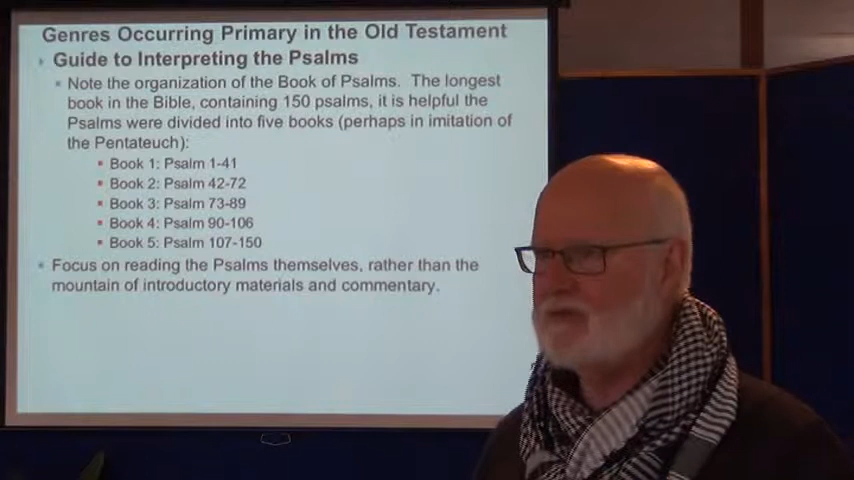 Genres Occurring Primary in the Old Testament
Guide to Interpreting the Psalms
Note the organization of the Book of Psalms. The longest
book in the Bible, containing 150 psalms, it is helpful the
Psalms were divided into five books (perhaps in imitation of
the Pentateuch):
Book 1: Psalm 1-41
Book 2: Psalm 42-72
Book 3: Psalm 73-89
Book 4: Psalm 90-106
Book 5: Psalm 107-150
Focus on reading the Psalms themselves, rather than the
mountain of introductory materials and commentary.